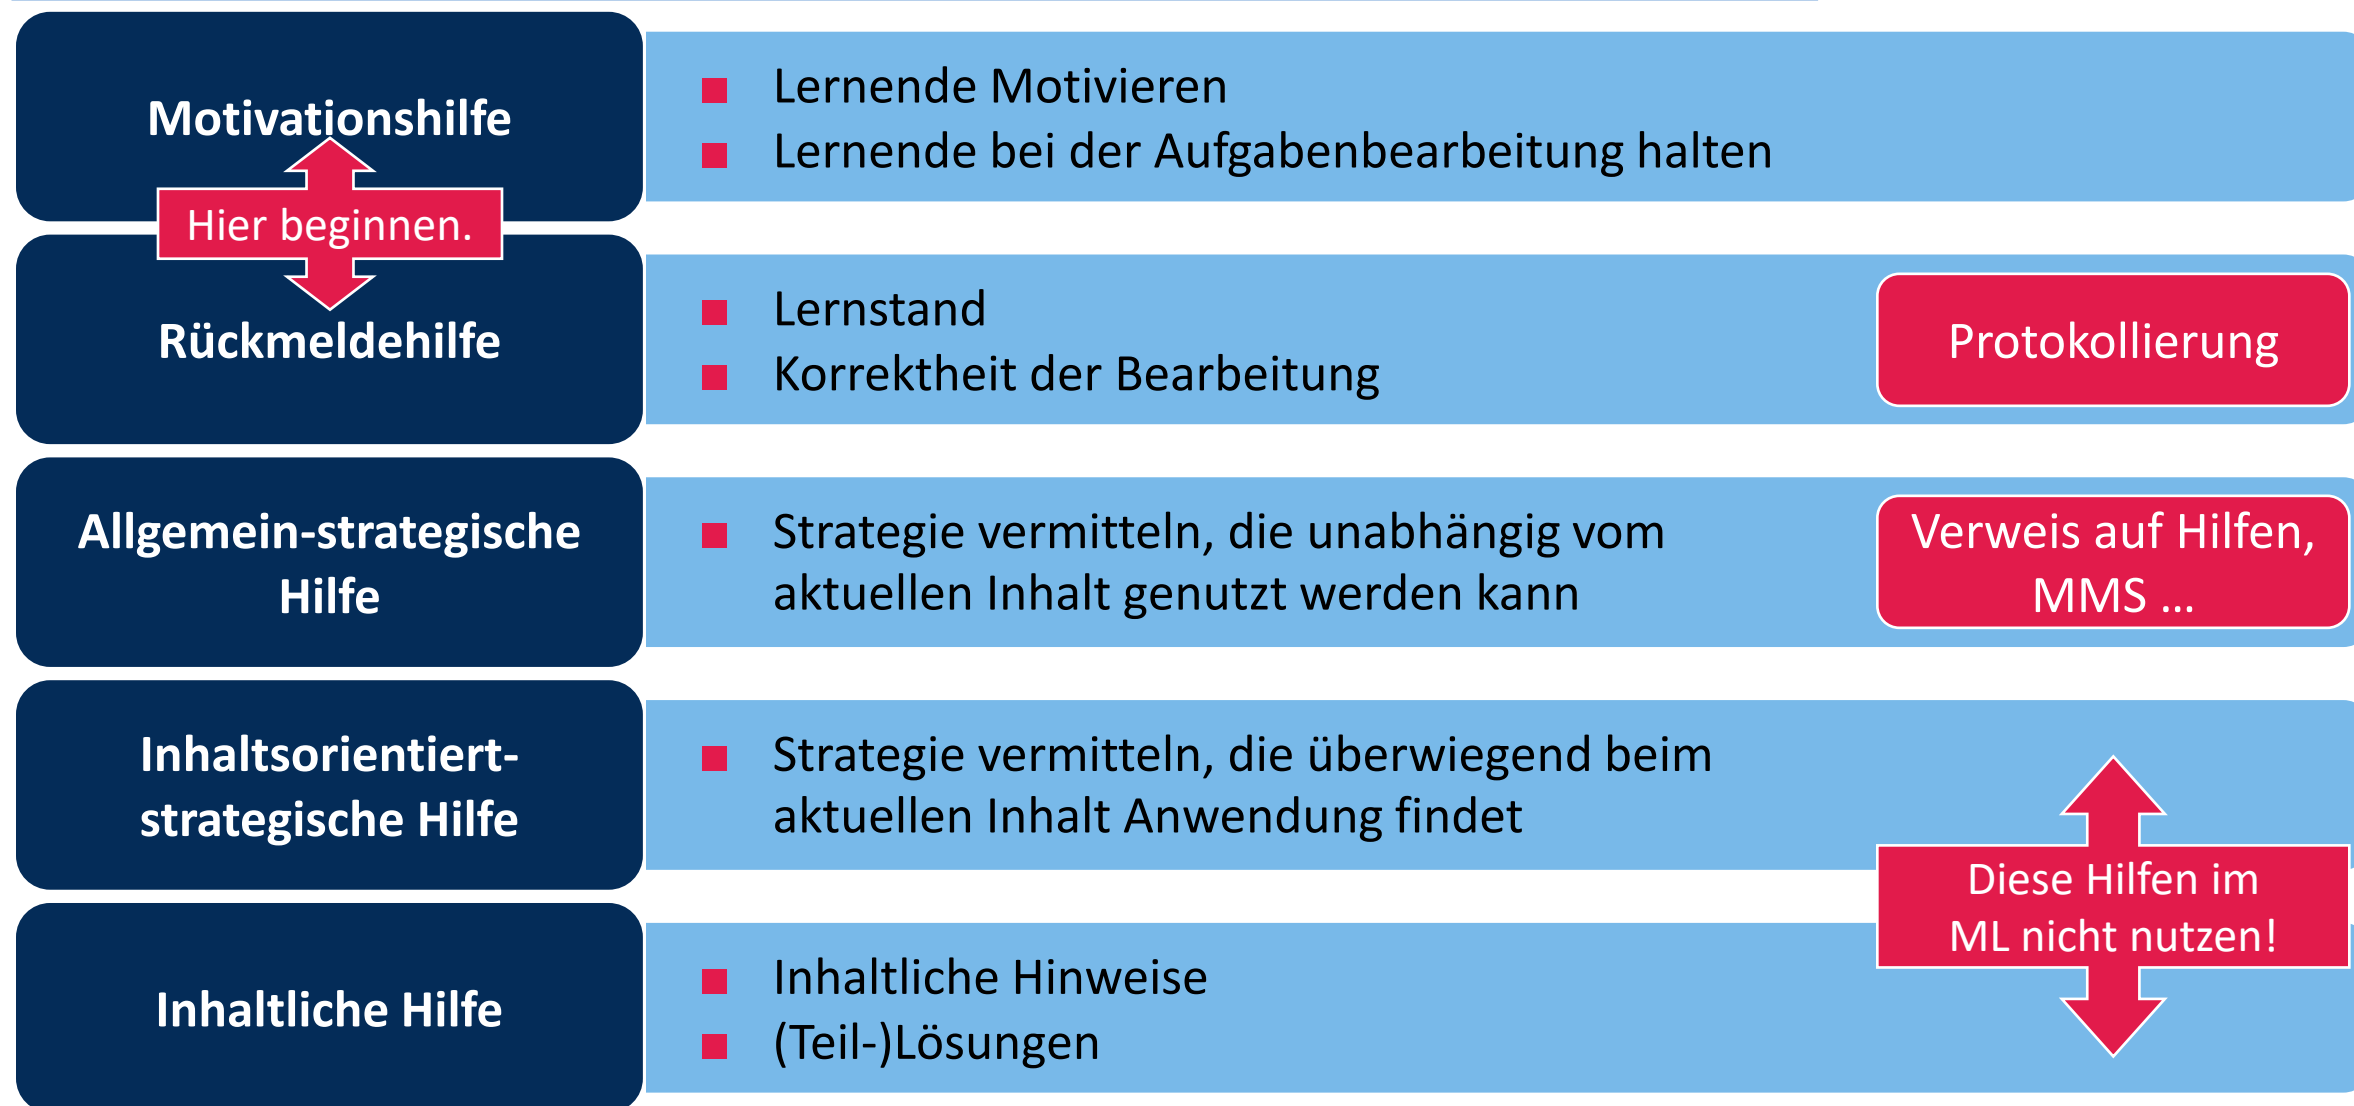 Motivationshilfe
Lernende Motivieren
Lernende bei der Aufgabenbearbeitung halten
Hier beginnen.
Rückmeldehilfe
Lernstand
Korrektheit der Bearbeitung
Protokollierung
Allgemein-strategische
Hilfe
Strategie vermitteln, die unabhängig vom
aktuellen Inhalt genutzt werden kann
Verweis auf Hilfen,
MMS ...
Inhaltsorientiert-
strategische Hilfe
Strategie vermitteln, die überwiegend beim
aktuellen Inhalt Anwendung findet
Diese Hilfen im
ML nicht nutzen!
Inhaltliche Hilfe
Inhaltliche Hinweise
(Teil-)Lösungen